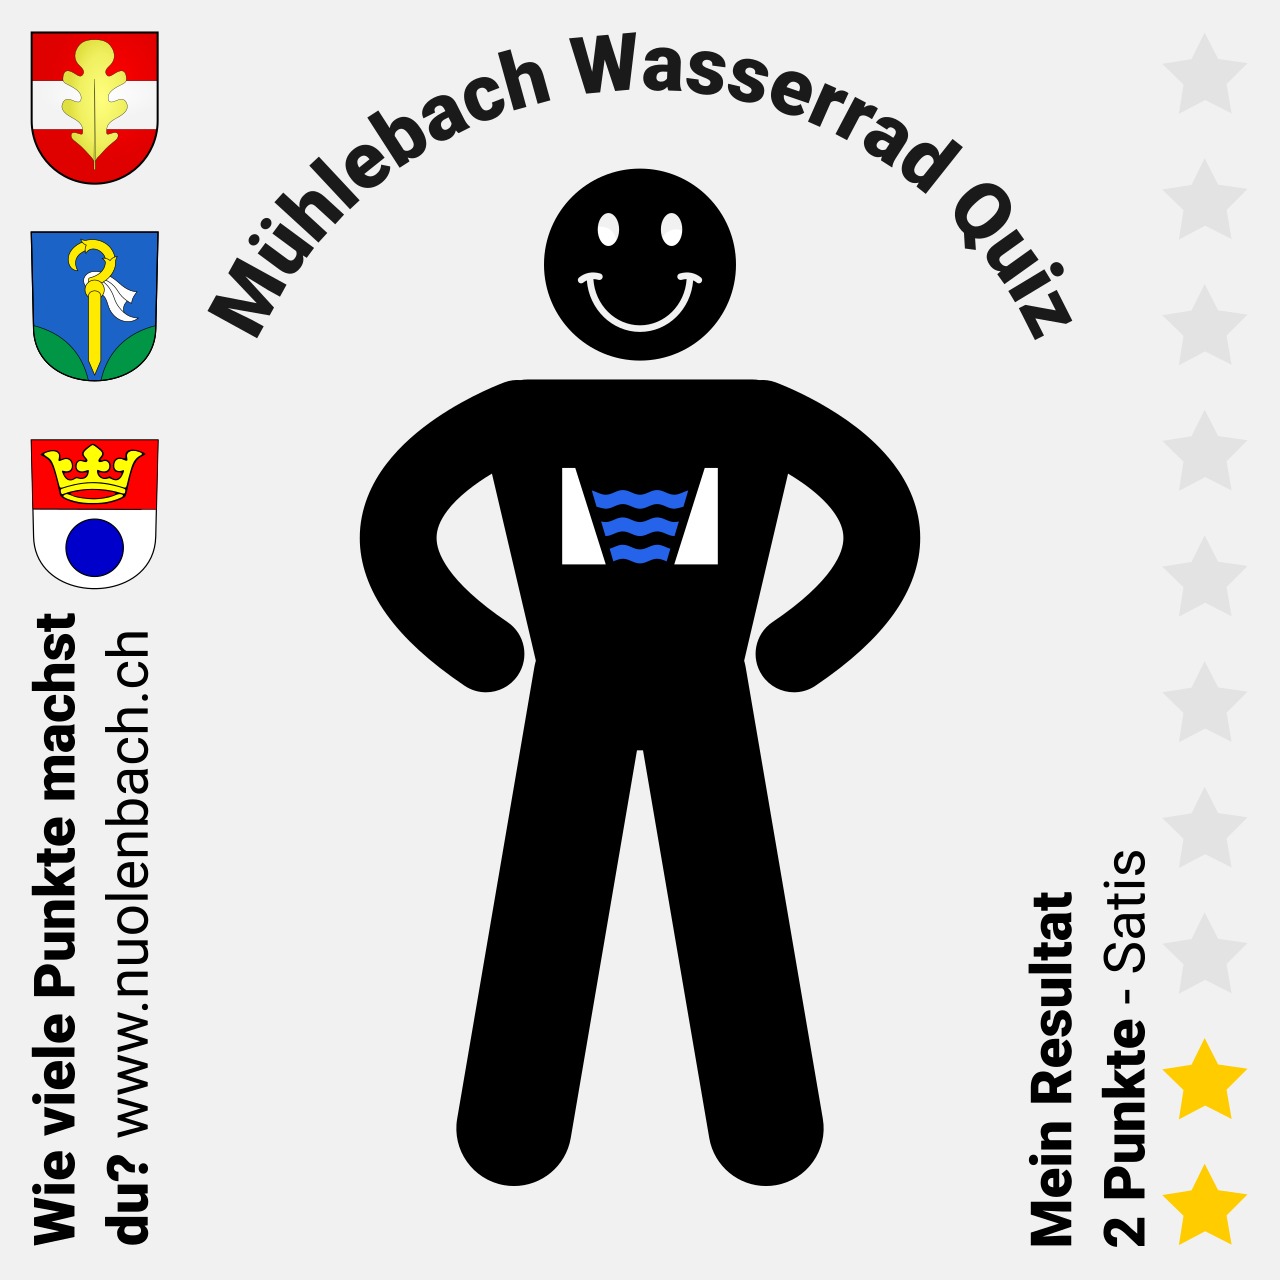 Mühlebach Wasserrad Quiz
Wie viele Punkte machst
du? www.nuolenbach.ch
Mein Resultat
2 Punkte - Satis